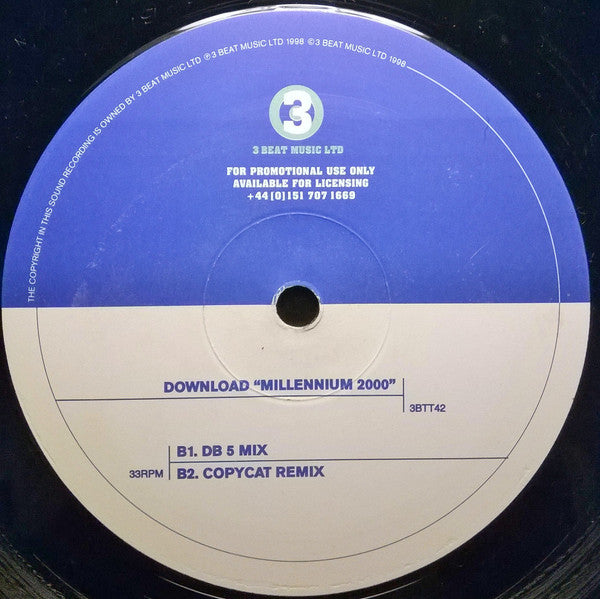 THE COPYRIGHT IN THIS SOUND RECORDING IS OWNED BY 3 BEAT MUSIC LTD ℗ 3 BEAT MUSIC LTD 1998 © 3 BEAT MUSIC LTD 1998
3
3 BEAT MUSIC LTD
FOR PROMOTIONAL USE ONLY
AVAILABLE FOR LICENSING
+44 [0] 151 707 1669
DOWNLOAD “MILLENNIUM 2000”
3BTT42
B1. DB 5 MIX
33RPM
B2. COPYCAT REMIX